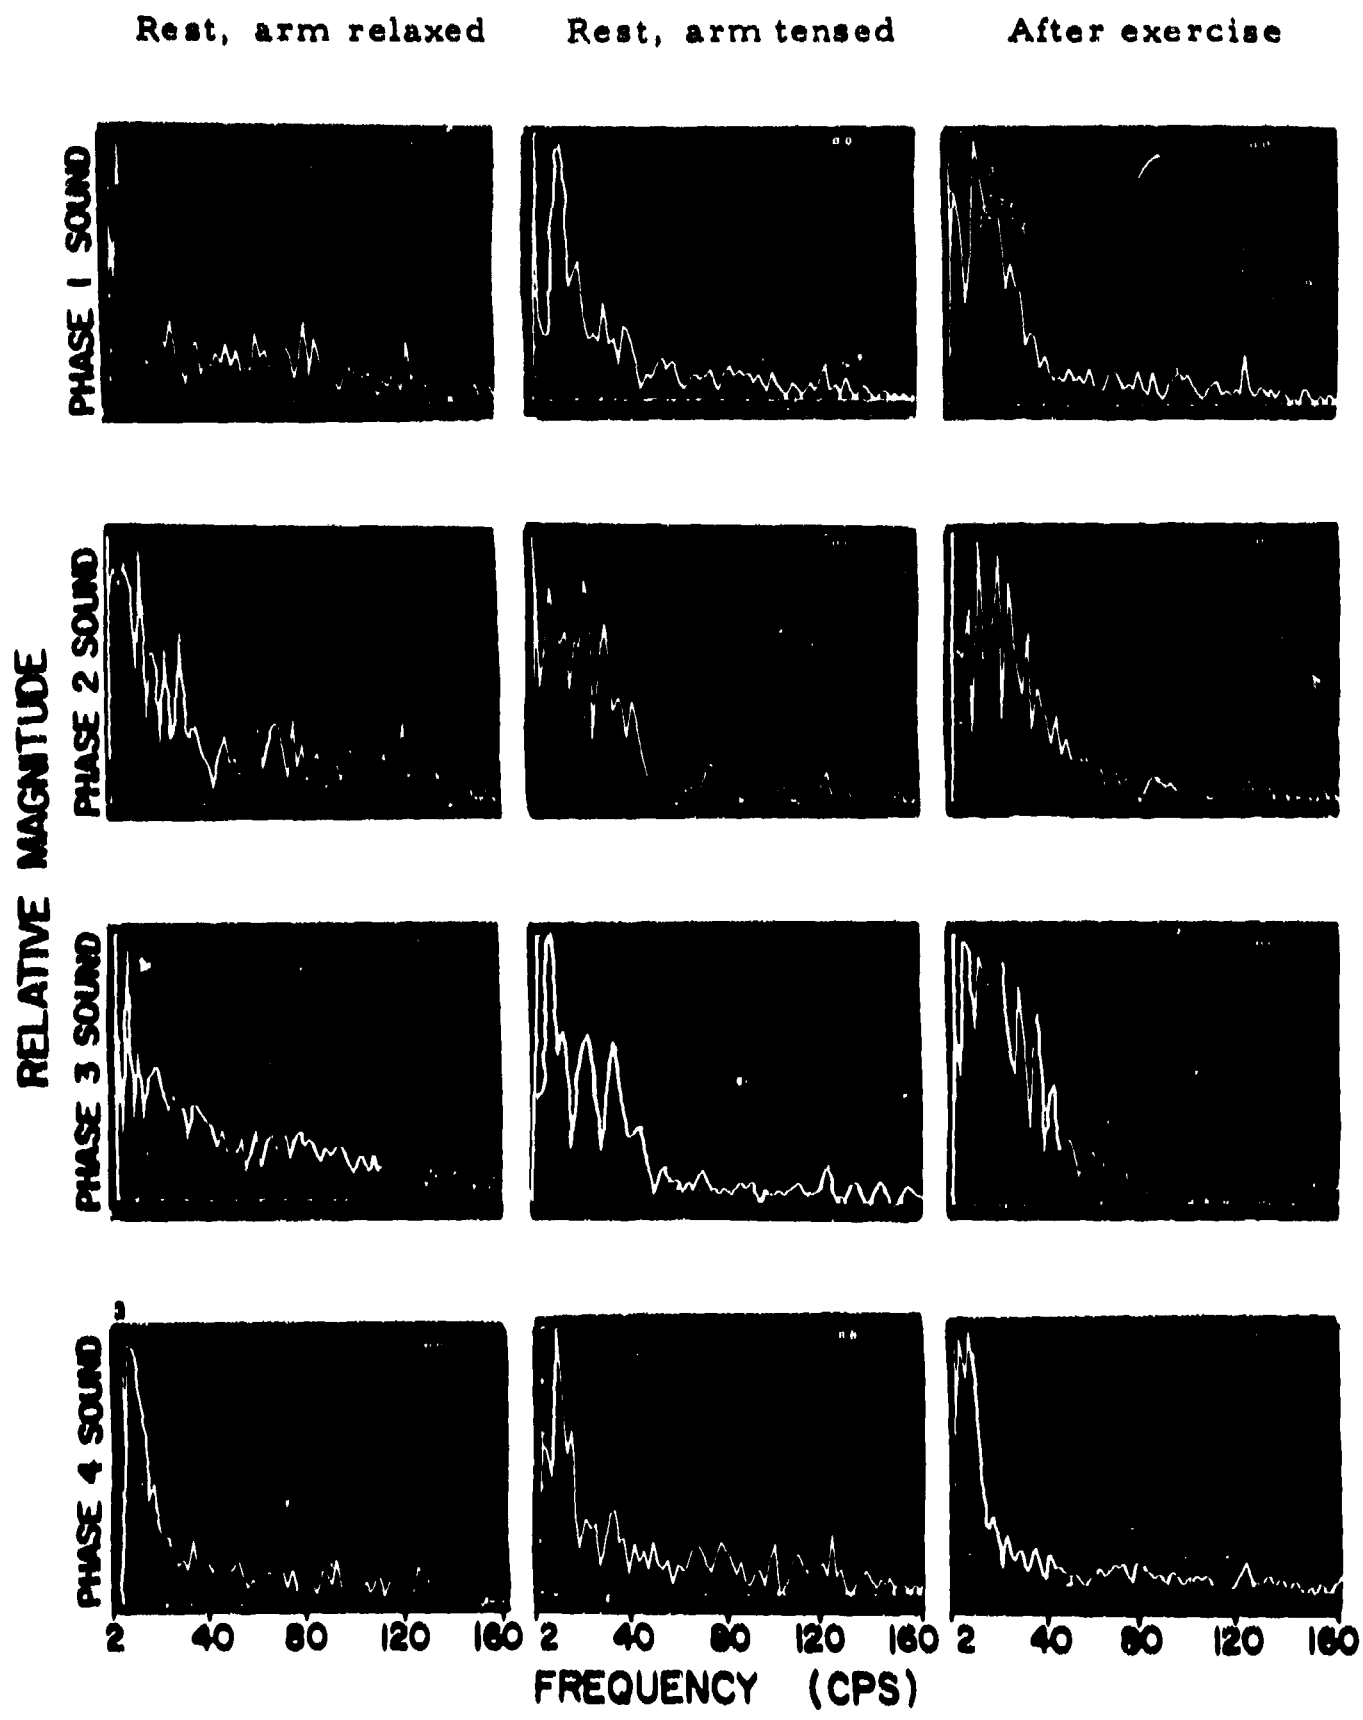 Rest, arm relaxed
Rest, arm tensed
After exercise
RELATIVE MAGNITUDE
PHASE 1 SOUND
PHASE 2 SOUND
PHASE 3 SOUND
PHASE 4 SOUND
2 40 80 120 160
2 40 80 120 160
2 40 80 120 160
FREQUENCY (CPS)